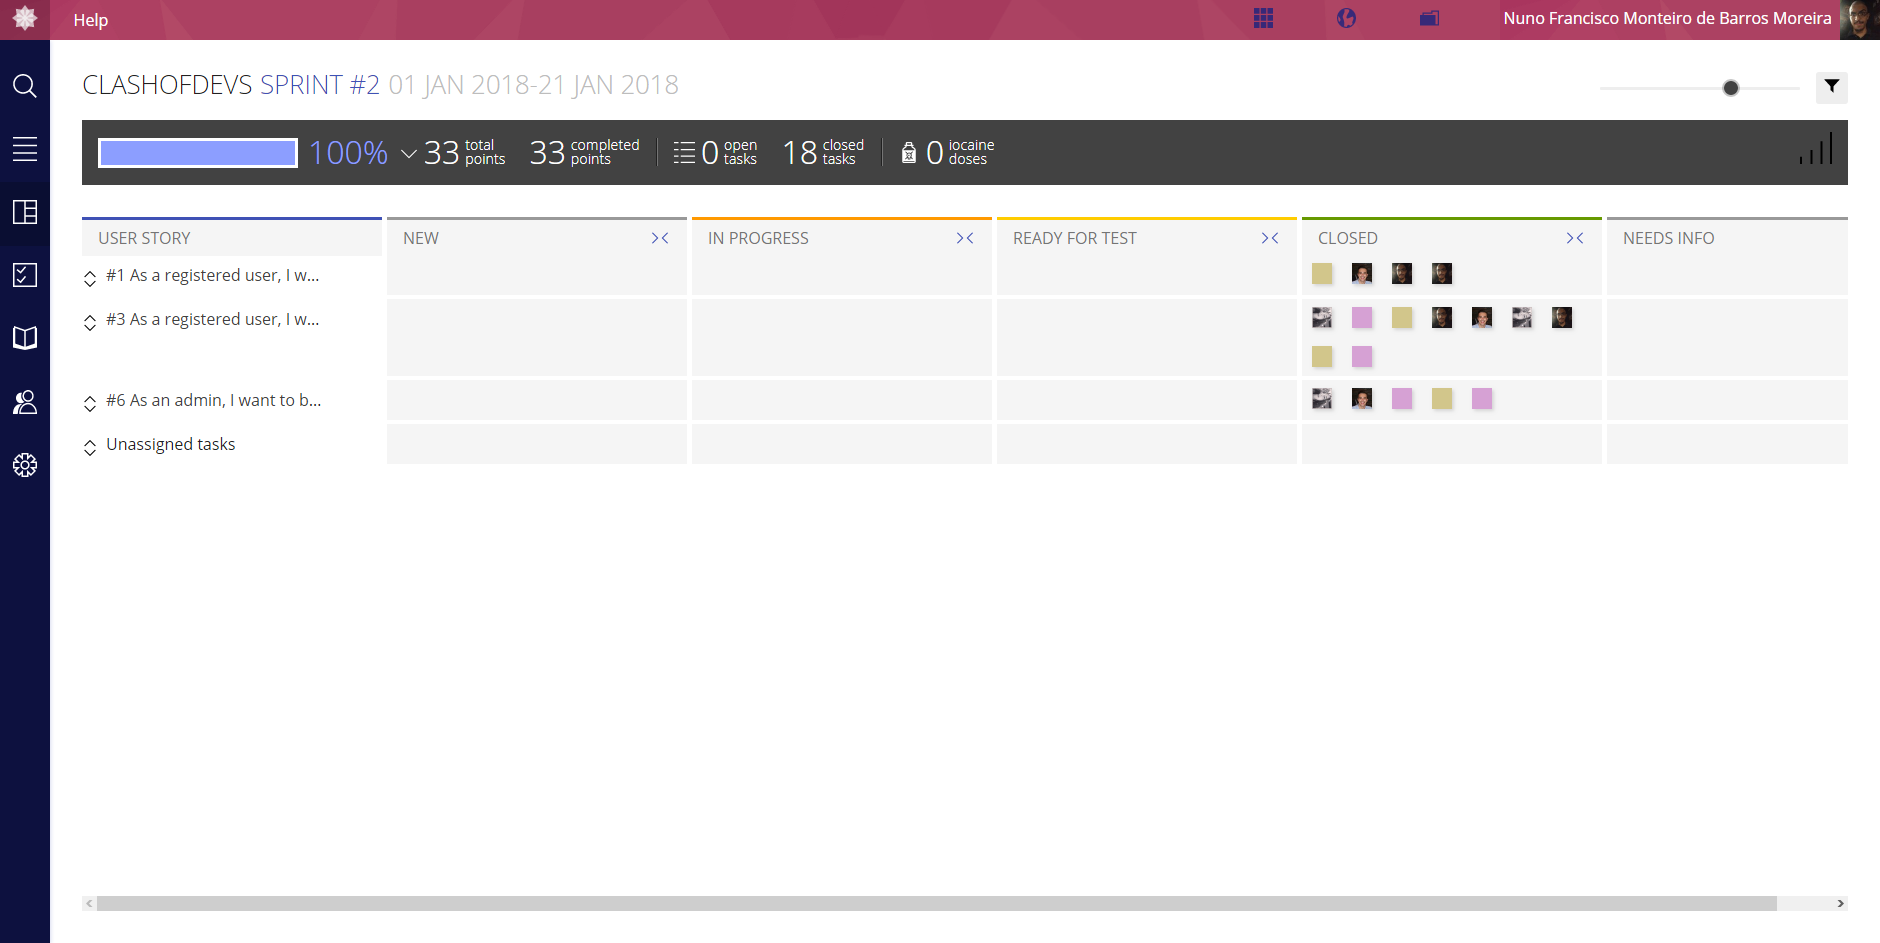 Help
Nuno Francisco Monteiro de Barros Moreira
CLASHOFDEVS SPRINT #2 01 JAN 2018-21 JAN 2018
100% 33 total points 33 completed points 0 open tasks 18 closed tasks 0 iocaine doses
USER STORY NEW IN PROGRESS READY FOR TEST CLOSED NEEDS INFO
#1 As a registered user, I w...
#3 As a registered user, I w...
#6 As an admin, I want to b...
Unassigned tasks